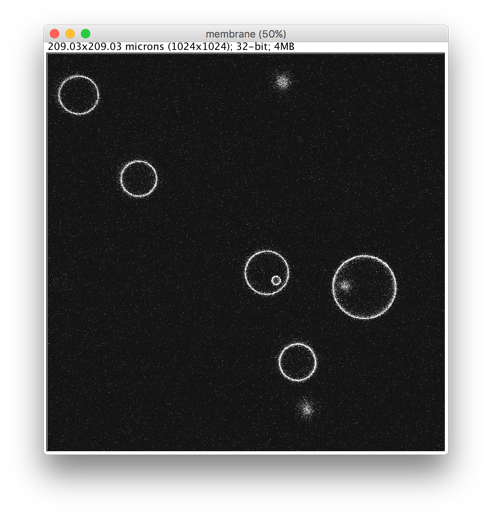 membrane (50%)
209.03x209.03 microns (1024x1024); 32-bit; 4MB